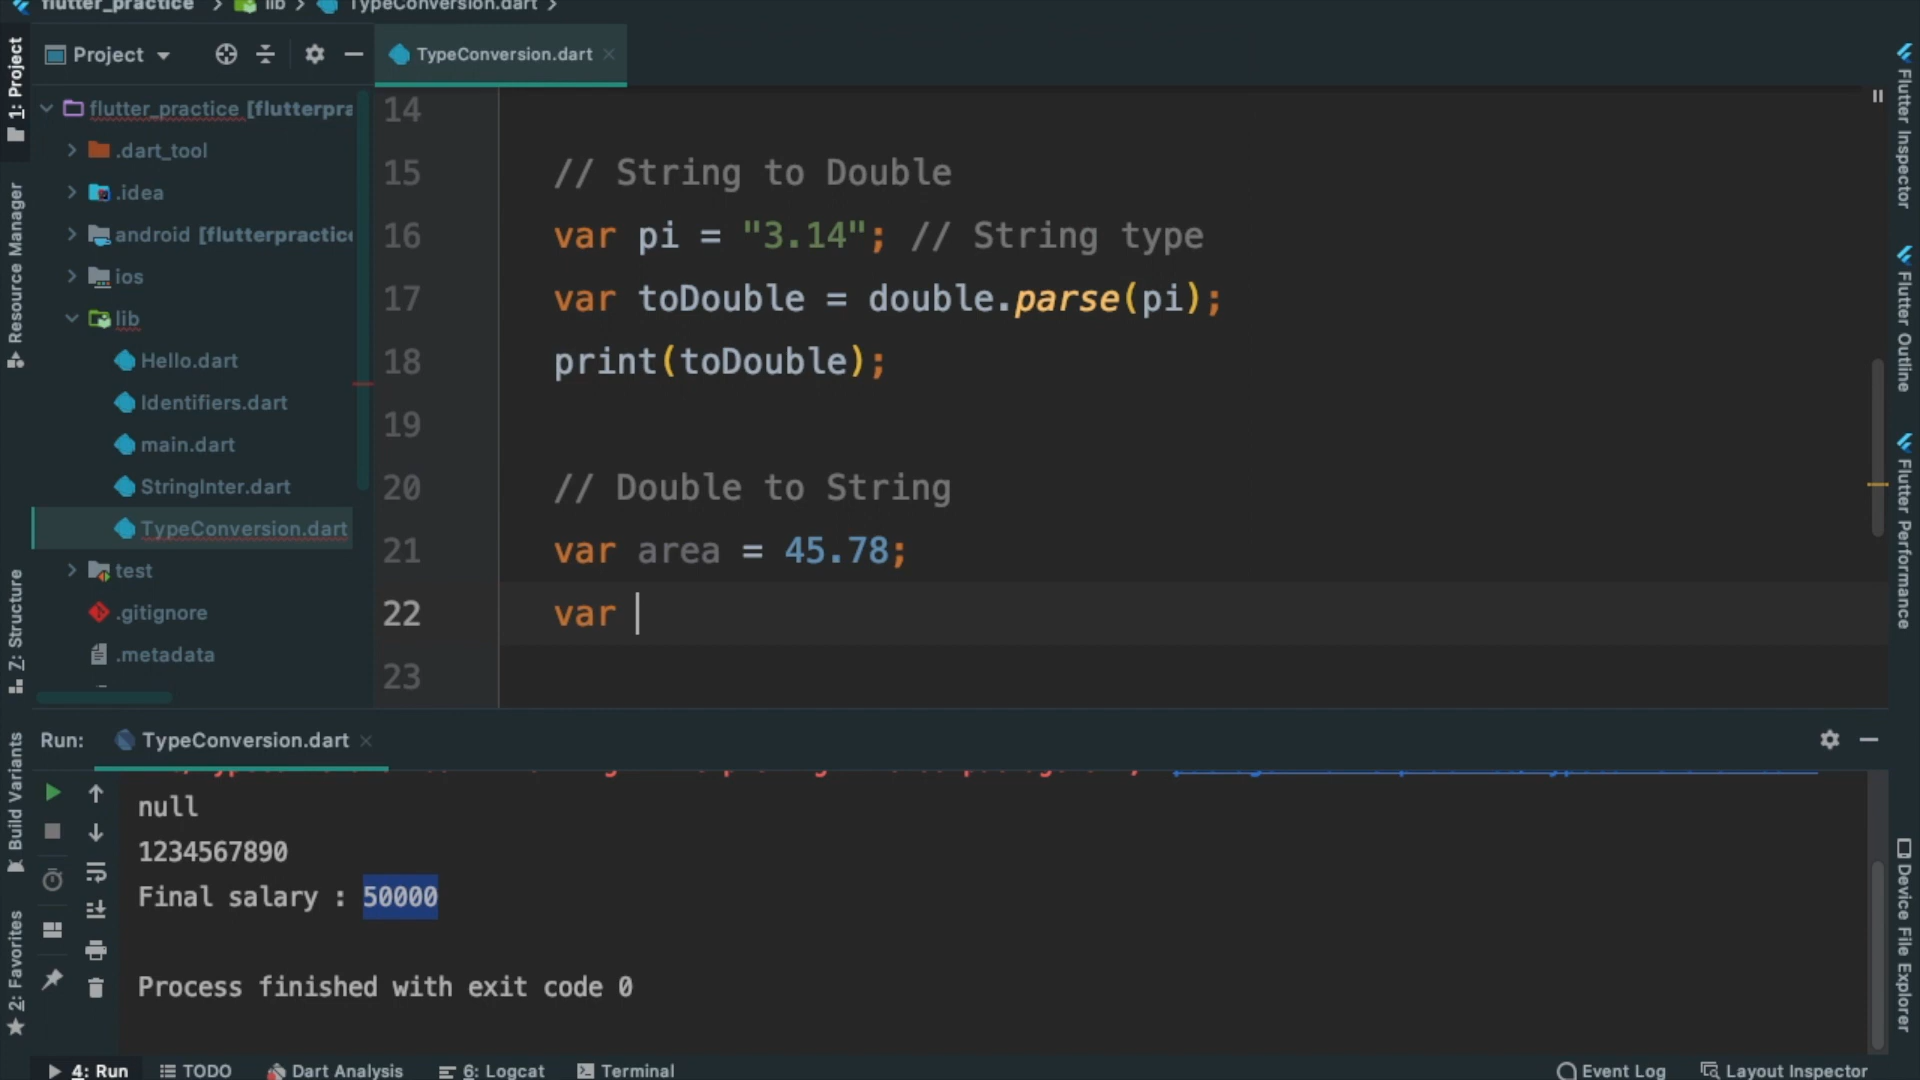 flutter_practice > lib > TypeConversion.dart >
Project
TypeConversion.dart
1: Project
Resource Manager
Z: Structure
Build Variants
2: Favorites
flutter_practice [flutterpra
.dart_tool
.idea
android [flutterpractice
ios
lib
Hello.dart
Identifiers.dart
main.dart
StringInter.dart
TypeConversion.dart
test
.gitignore
.metadata
14
15 // String to Double
16 var pi = "3.14"; // String type
17 var toDouble = double.parse(pi);
18 print(toDouble);
19
20 // Double to String
21 var area = 45.78;
22 var
23
Flutter Inspector
Flutter Outline
Flutter Performance
Device File Explorer
Run: TypeConversion.dart
null
1234567890
Final salary : 50000
Process finished with exit code 0
4: Run TODO Dart Analysis 6: Logcat Terminal Event Log Layout Inspector